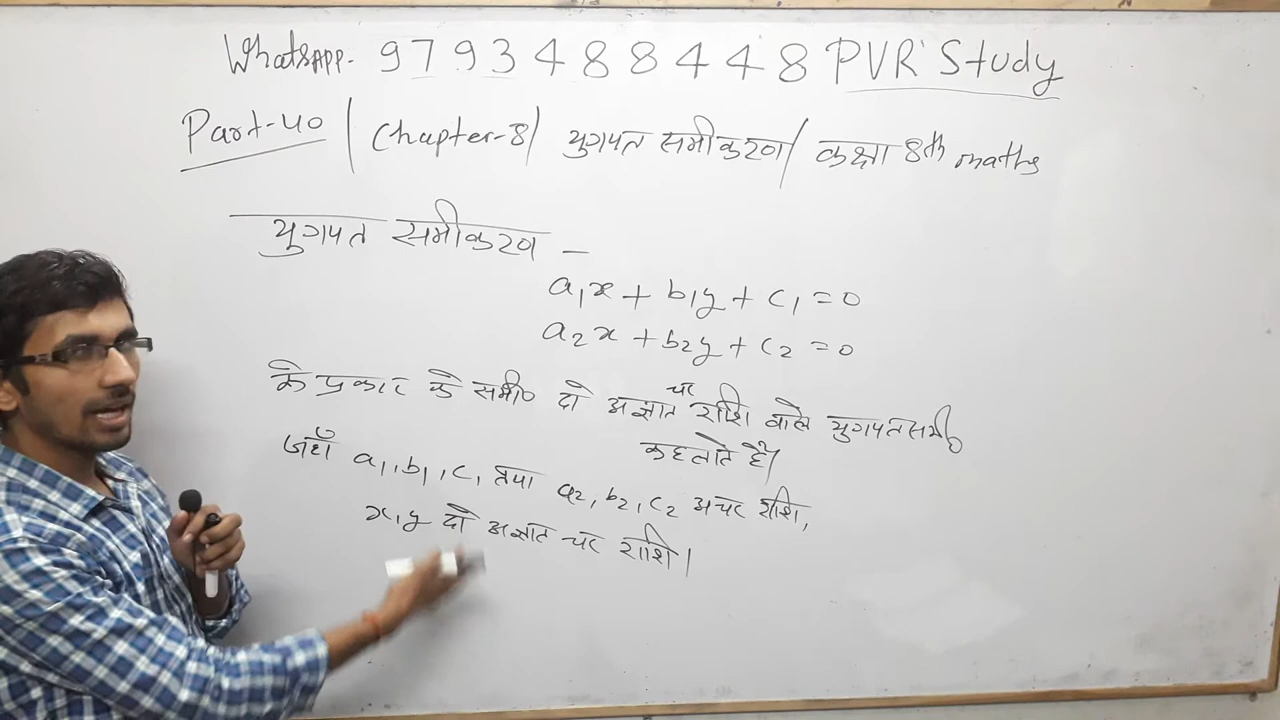 Whatsapp. 9793488448 PVR Study
Part-40 | Chapter-8 | युगपत समीकरण / कक्षा 8th maths
युगपत समीकरण –
a₁x + b₁y + c₁ = 0
a₂x + b₂y + c₂ = 0
के प्रकार के समी० दो अज्ञात चर राशि वाले युगपत समी०
कहलाते है।
जहाँ a₁, b₁, c₁ तथा a₂, b₂, c₂ अचर राशि,
x, y दो अज्ञात चर राशि।